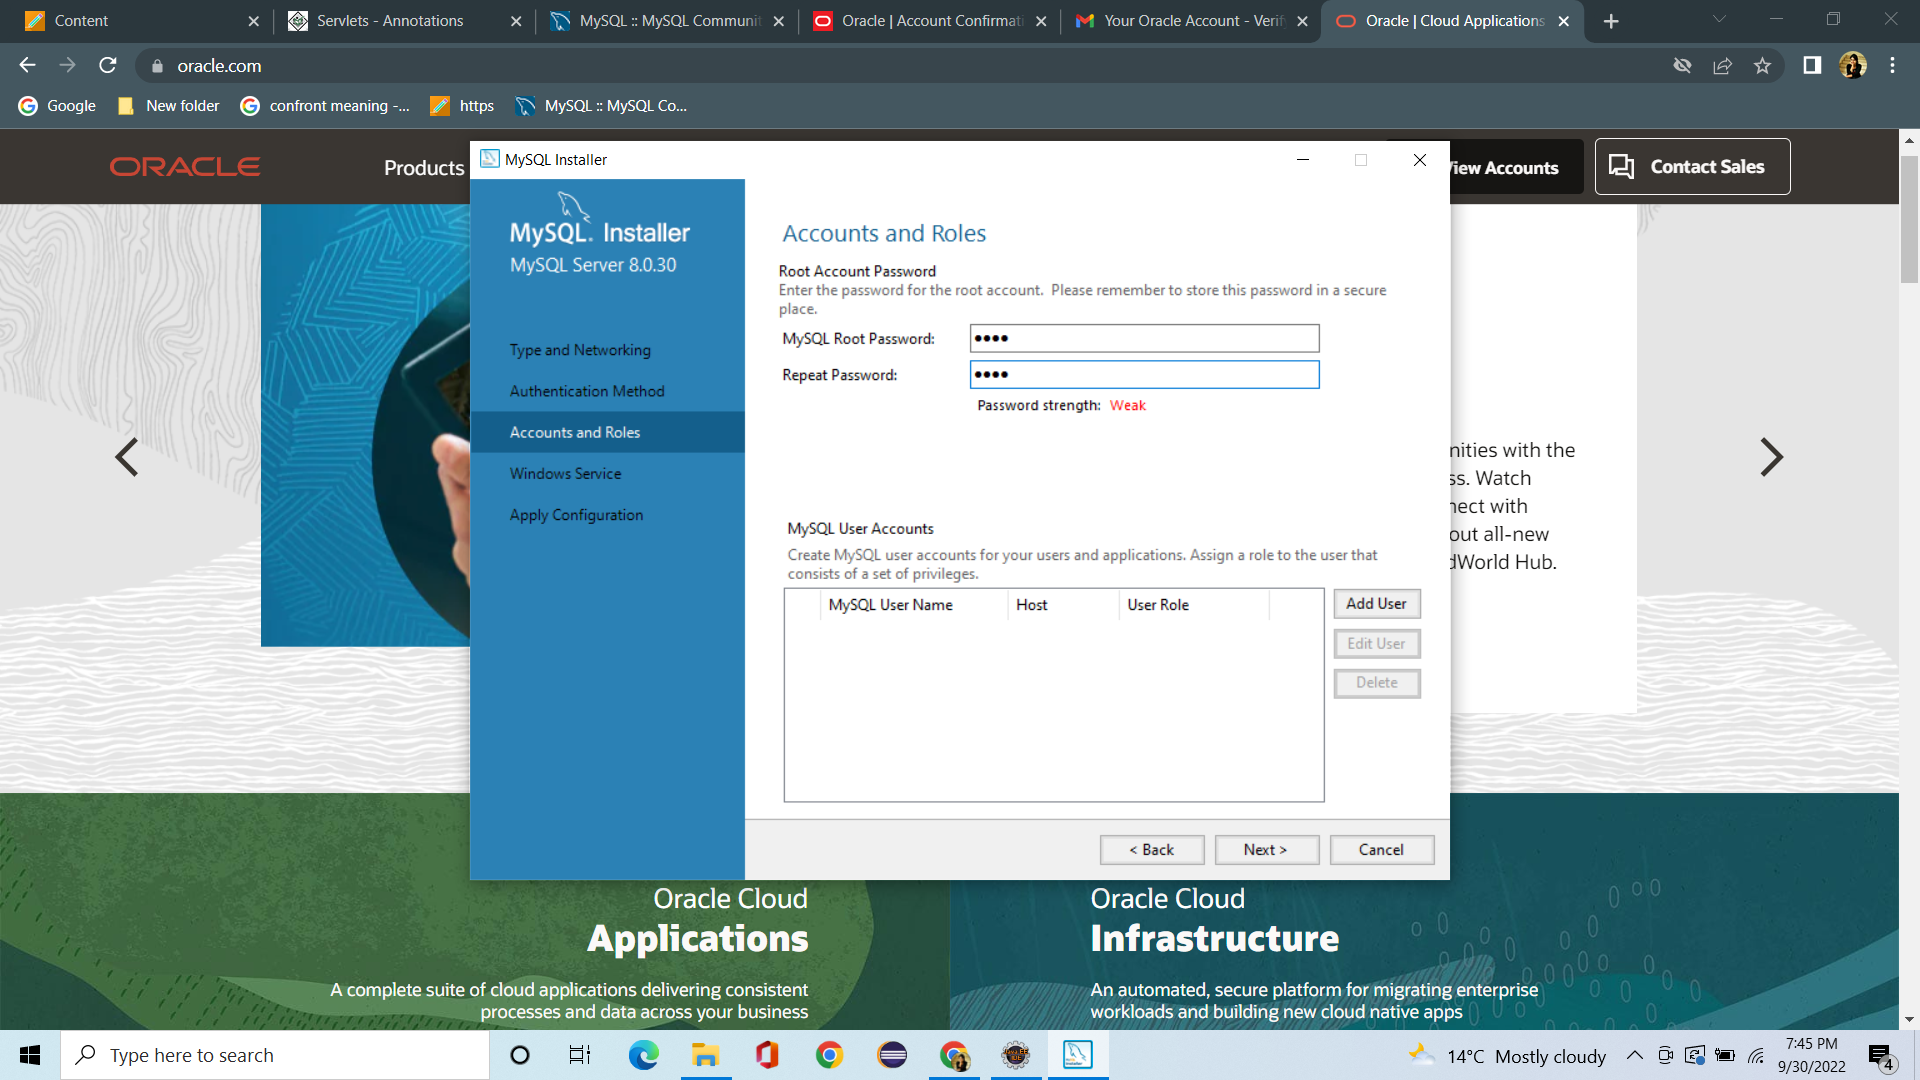 Content
Servlets - Annotations
MySQL :: MySQL Communit
Oracle | Account Confirmati
Your Oracle Account - Verif
Oracle | Cloud Applications
oracle.com
Google
New folder
confront meaning -...
https
MySQL :: MySQL Co...
ORACLE
Products
View Accounts
Contact Sales
MySQL Installer
MySQL. Installer
MySQL Server 8.0.30
Type and Networking
Authentication Method
Accounts and Roles
Windows Service
Apply Configuration
Accounts and Roles
Root Account Password
Enter the password for the root account. Please remember to store this password in a secure
place.
MySQL Root Password: ●●●●
Repeat Password: ●●●●
Password strength: Weak
MySQL User Accounts
Create MySQL user accounts for your users and applications. Assign a role to the user that
consists of a set of privileges.
MySQL User Name Host User Role
Add User
Edit User
Delete
< Back Next > Cancel
nities with the
ss. Watch
nect with
out all-new
dWorld Hub.
Oracle Cloud
Applications
A complete suite of cloud applications delivering consistent
processes and data across your business
Oracle Cloud
Infrastructure
An automated, secure platform for migrating enterprise
workloads and building new cloud native apps
Type here to search
14°C Mostly cloudy
7:45 PM
9/30/2022
4